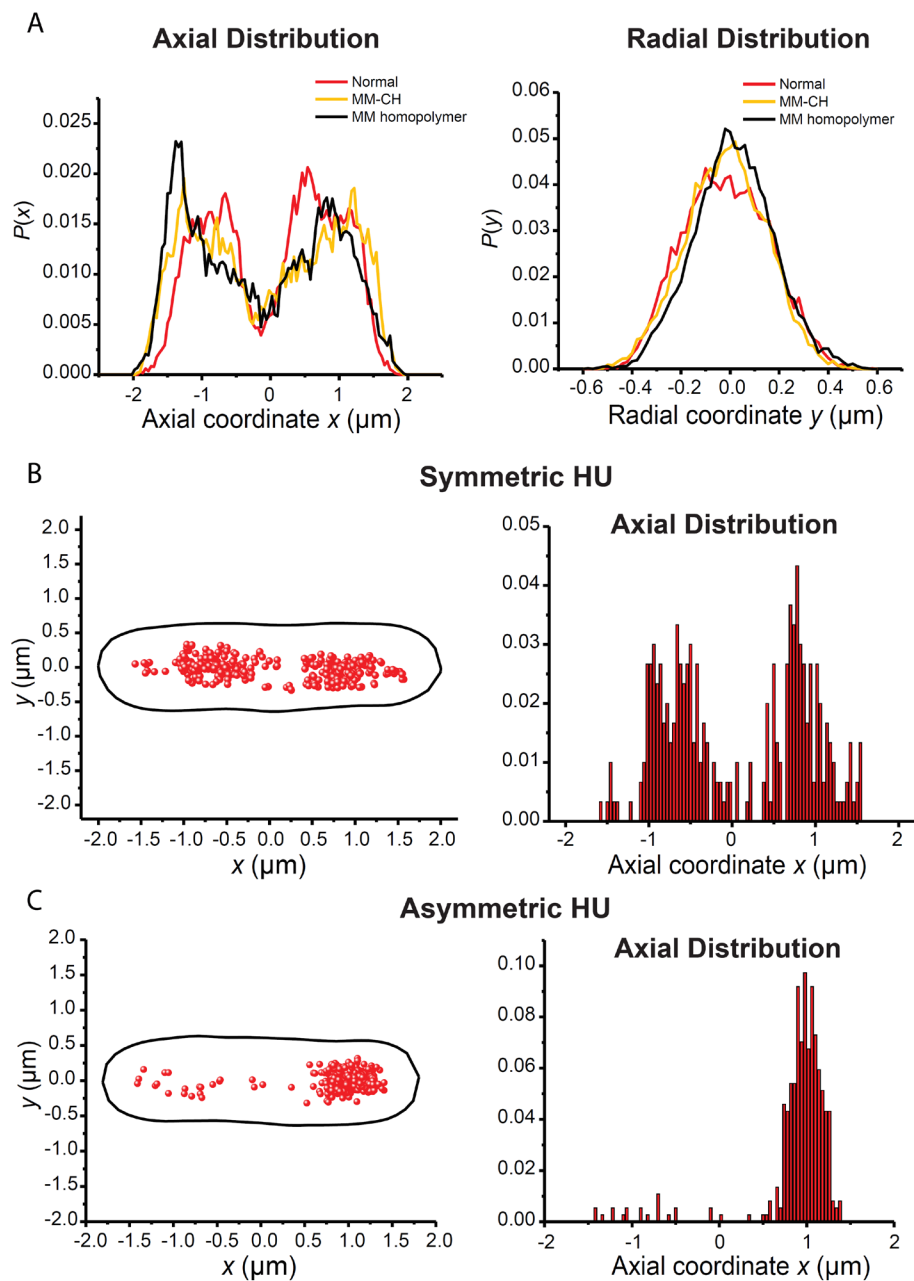 A
Axial Distribution
Radial Distribution
Normal
MM-CH
MM homopolymer
0.025
0.020
0.015
0.010
0.005
0.000
P(x)
-2 -1 0 1 2
Axial coordinate x (µm)
Normal
MM-CH
MM homopolymer
0.06
0.05
0.04
0.03
0.02
0.01
0.00
P(y)
-0.6 -0.4 -0.2 0.0 0.2 0.4 0.6
Radial coordinate y (µm)
B
Symmetric HU
2.0
1.5
1.0
0.5
0.0
-0.5
-1.0
-1.5
-2.0
y (µm)
-2.0 -1.5 -1.0 -0.5 0.0 0.5 1.0 1.5 2.0
x (µm)
Axial Distribution
0.05
0.04
0.03
0.02
0.01
0.00
-2 -1 0 1 2
Axial coordinate x (µm)
C
Asymmetric HU
2.0
1.5
1.0
0.5
0.0
-0.5
-1.0
-1.5
-2.0
y (µm)
-2.0 -1.5 -1.0 -0.5 0.0 0.5 1.0 1.5 2.0
x (µm)
Axial Distribution
0.10
0.08
0.06
0.04
0.02
0.00
-2 -1 0 1 2
Axial coordinate x (µm)